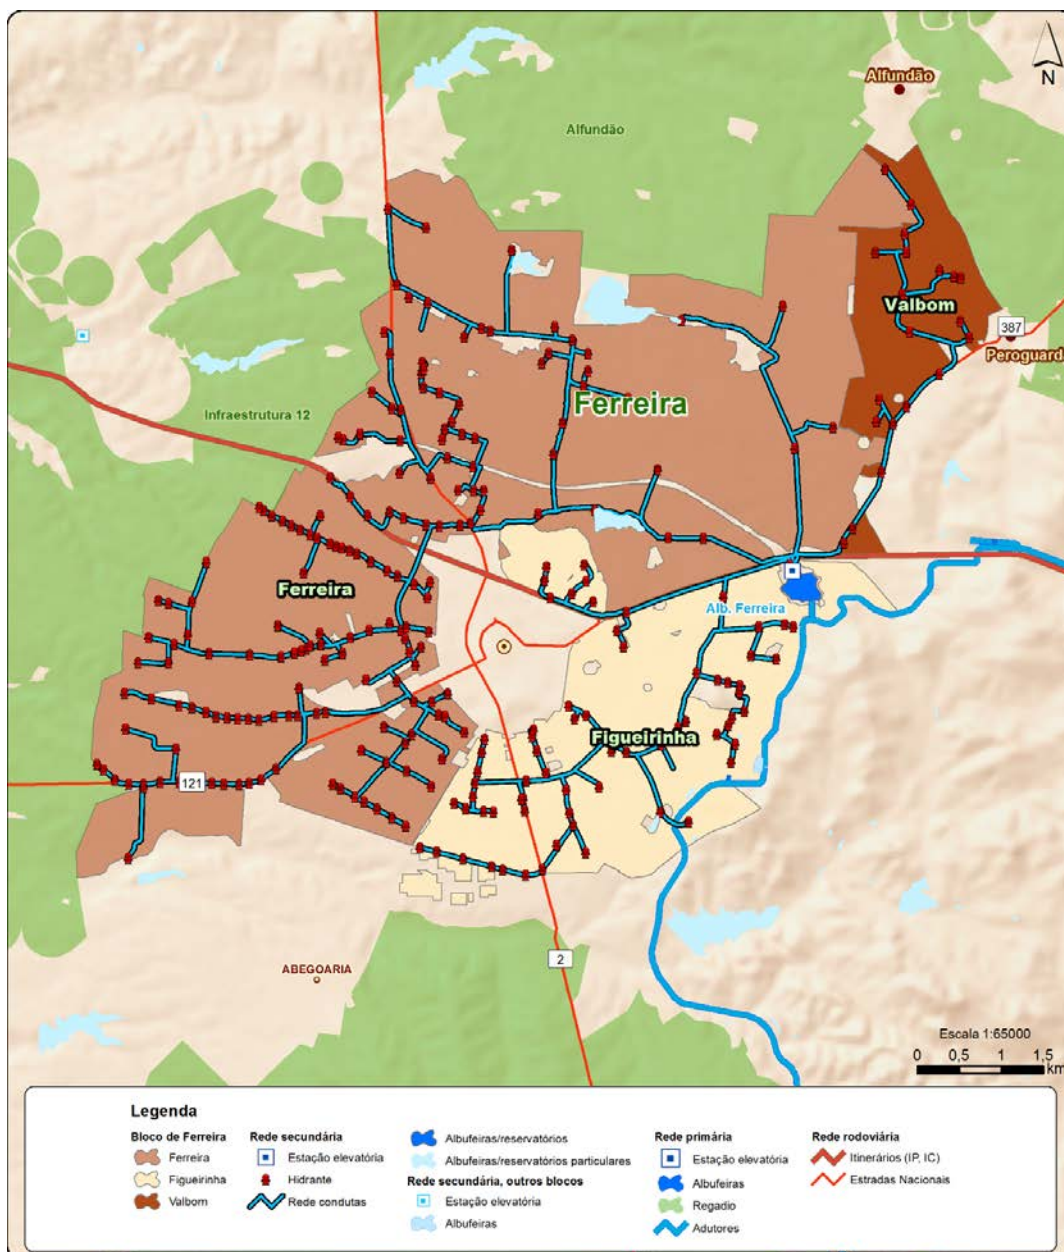 N
Alfundão
Alfundão
Valbom
387
Peroguard
Ferreira
Infraestrutura 12
Ferreira
Alb. Ferreira
Figueirinha
121
2
ABEGOARIA
Escala 1:65000
0 0,5 1 1,5
km
Legenda
Bloco de Ferreira
Ferreira
Figueirinha
Valbom
Rede secundária
Estação elevatória
Hidrante
Rede condutas
Albufeiras/reservatórios
Albufeiras/reservatórios particulares
Rede secundária, outros blocos
Estação elevatória
Albufeiras
Rede primária
Estação elevatória
Albufeiras
Regadio
Adutores
Rede rodoviária
Itinerários (IP, IC)
Estradas Nacionais